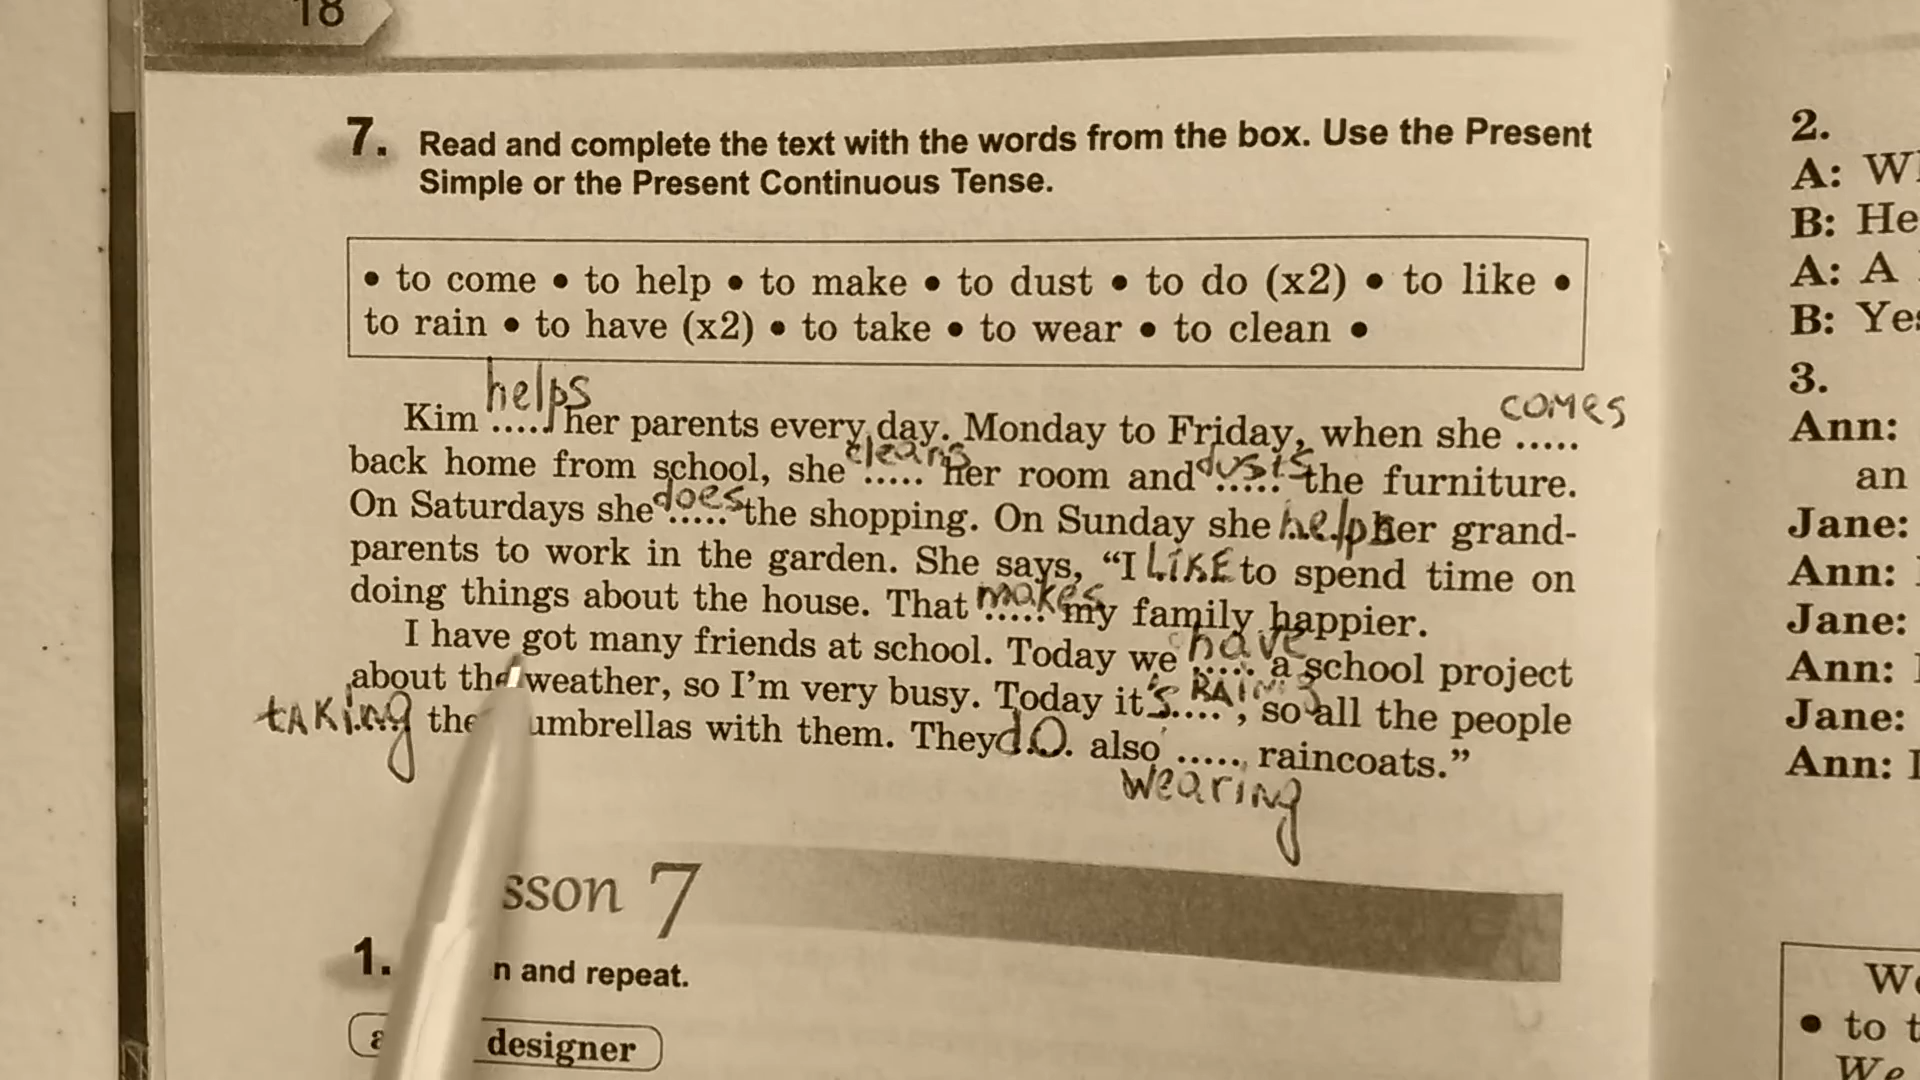 18
7. Read and complete the text with the words from the box. Use the Present
Simple or the Present Continuous Tense.
• to come • to help • to make • to dust • to do (x2) • to like •
to rain • to have (x2) • to take • to wear • to clean •
Kim ..... helps her parents every day. Monday to Friday, when she ..... comes
back home from school, she ..... cleans her room and ..... dusts the furniture.
On Saturdays she ..... does the shopping. On Sunday she help her grand-
parents to work in the garden. She says, “I LIKE to spend time on
doing things about the house. That ..... makes my family happier.
I have got many friends at school. Today we ..... have a school project
about the weather, so I’m very busy. Today it's ..... , so all the people
tAKing the umbrellas with them. They do also ..... wearing raincoats.”
sson 7
1. n and repeat.
designer
2.
A:
B: He
A: A
B: Yes
3.
Ann:
an
Jane:
Ann:
Jane:
Ann:
Jane:
Ann:
• to t
We